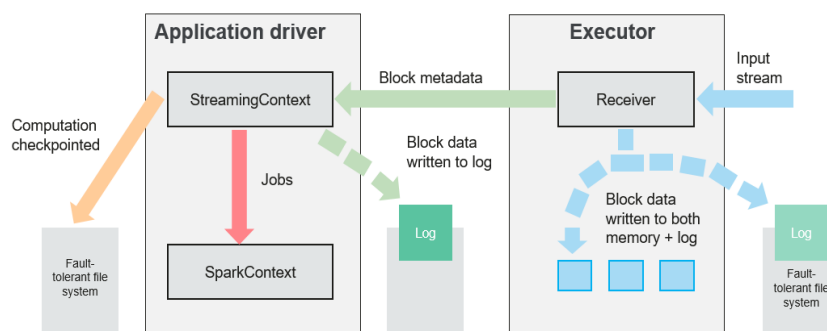 Application driver
Executor
Input
stream
Block metadata
StreamingContext
Receiver
Computation
checkpointed
Block data
written to log
Jobs
Block data
written to both
memory + log
Log
Log
Fault-
tolerant file
system
SparkContext
Fault-
tolerant file
system